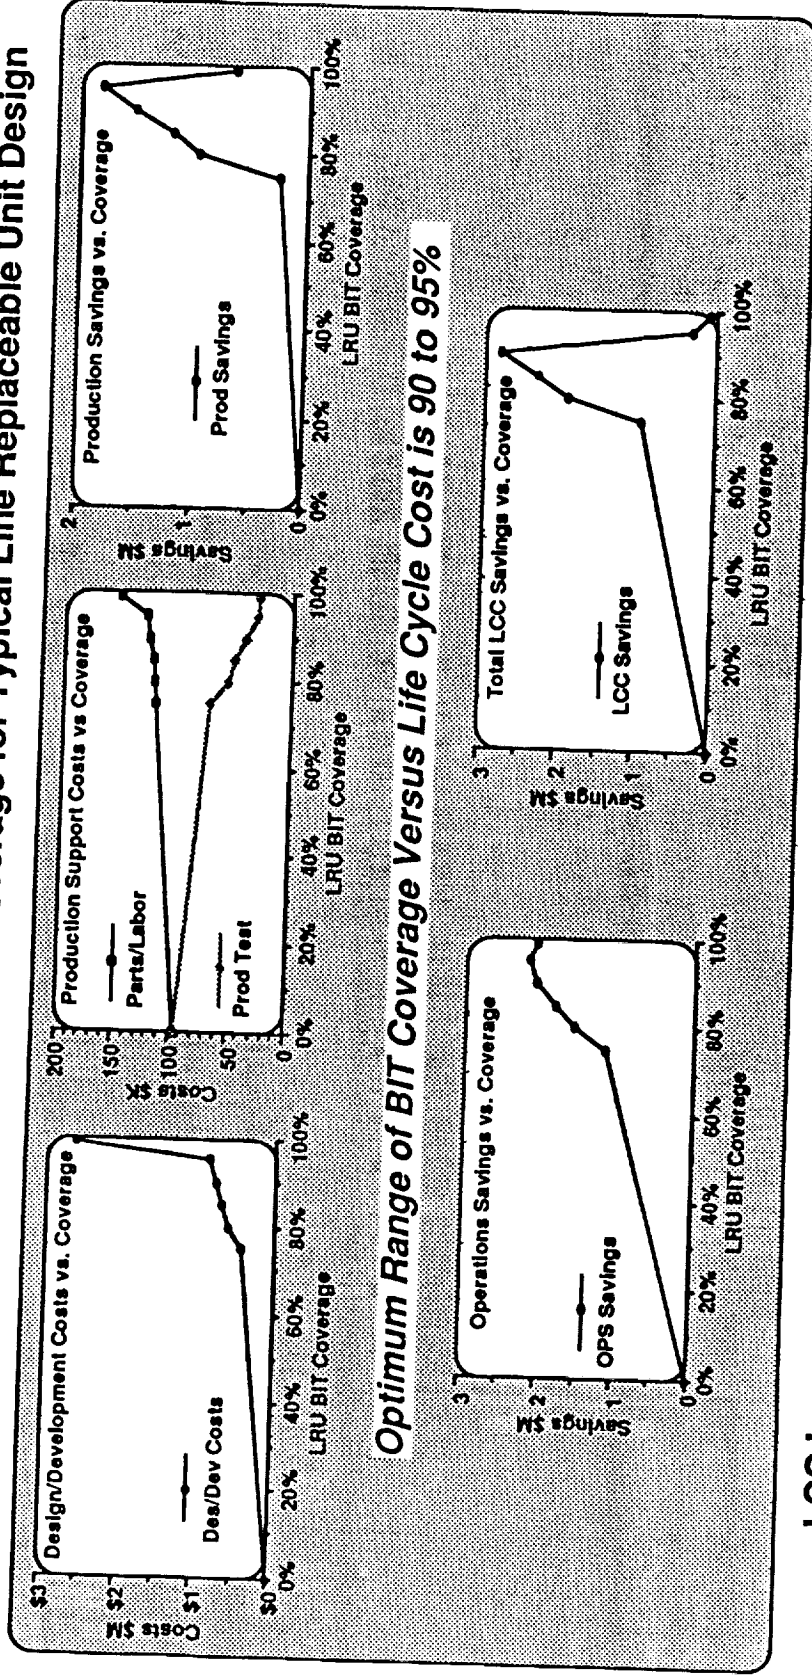 for Typical Line Replaceable Unit Design
Design/Development Costs vs. Coverage
$3
$2
$1
$0
Costs $M
Des/Dev Costs
0%
20%
40%
60%
80%
100%
LRU BIT Coverage
Production Support Costs vs Coverage
200
150
100
50
0
Costs $K
Parts/Labor
Prod Test
0%
20%
40%
60%
80%
100%
LRU BIT Coverage
Production Savings vs. Coverage
2
1
0
Savings $M
Prod Savings
0%
20%
40%
60%
80%
100%
LRU BIT Coverage
Optimum Range of BIT Coverage Versus Life Cycle Cost is 90 to 95%
Operations Savings vs. Coverage
3
2
1
0
Savings $M
OPS Savings
0%
20%
40%
60%
80%
100%
LRU BIT Coverage
Total LCC Savings vs. Coverage
3
2
1
0
Savings $M
LCC Savings
0%
20%
40%
60%
80%
100%
LRU BIT Coverage